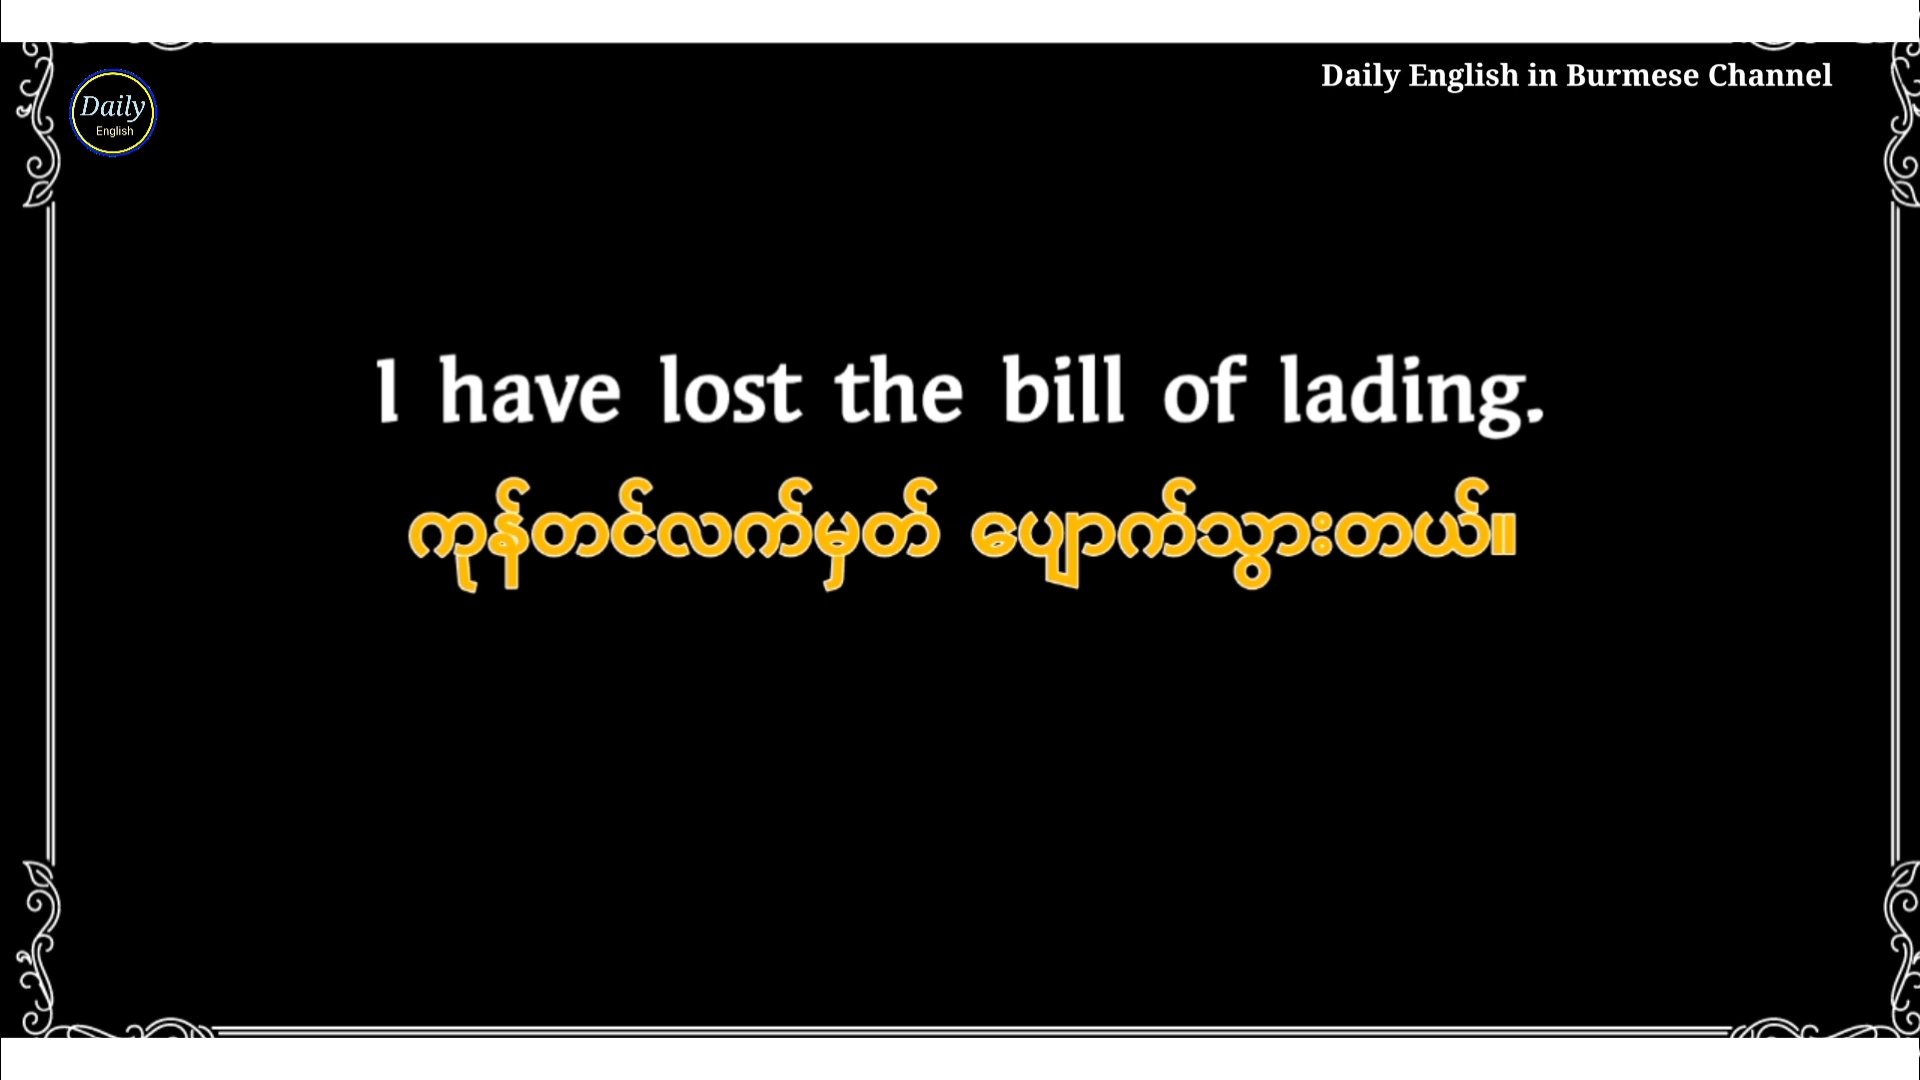 Daily English in Burmese Channel
Daily
English
I have lost the bill of lading.
ကုန်တင်လက်မှတ် ပျောက်သွားတယ်။